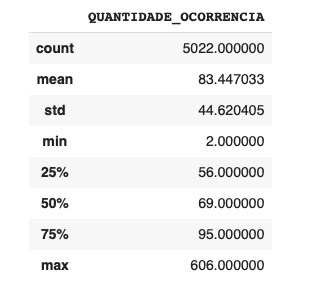 QUANTIDADE_OCORRENCIA
count 5022.000000
mean 83.447033
std 44.620405
min 2.000000
25% 56.000000
50% 69.000000
75% 95.000000
max 606.000000